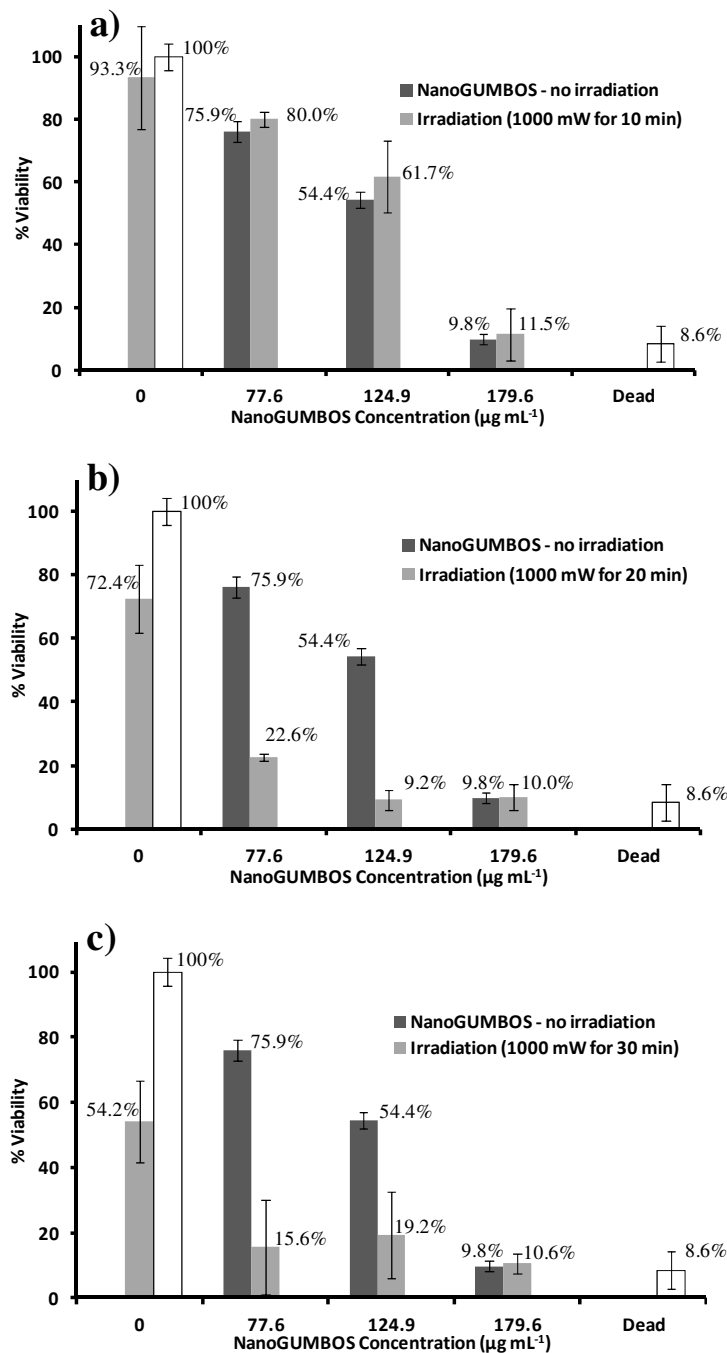 a)
100%
93.3%
NanoGUMBOS - no irradiation
Irradiation (1000 mW for 10 min)
75.9%
80.0%
54.4%
61.7%
9.8%
11.5%
8.6%
% Viability
100
80
60
40
20
0
0 77.6 124.9 179.6 Dead
NanoGUMBOS Concentration (µg mL⁻¹)
b)
100%
72.4%
NanoGUMBOS - no irradiation
Irradiation (1000 mW for 20 min)
75.9%
22.6%
54.4%
9.2%
9.8%
10.0%
8.6%
% Viability
100
80
60
40
20
0
0 77.6 124.9 179.6 Dead
NanoGUMBOS Concentration (µg mL⁻¹)
c)
100%
54.2%
NanoGUMBOS - no irradiation
Irradiation (1000 mW for 30 min)
75.9%
15.6%
54.4%
19.2%
9.8%
10.6%
8.6%
% Viability
100
80
60
40
20
0
0 77.6 124.9 179.6 Dead
NanoGUMBOS Concentration (µg mL⁻¹)